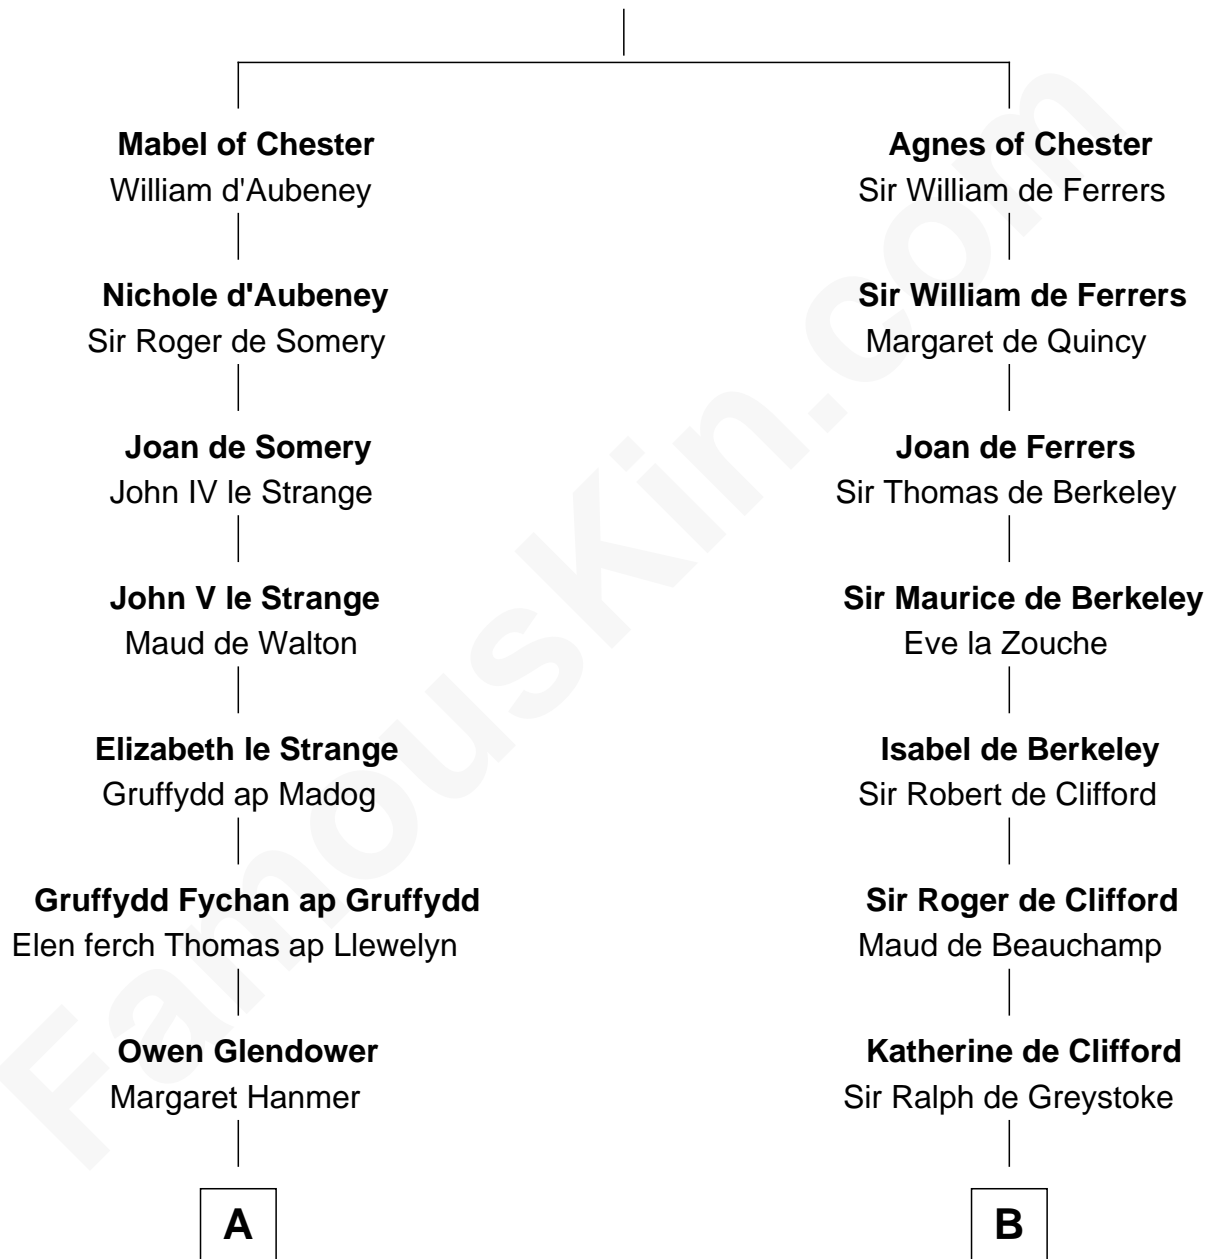 Mabel of Chester
William d'Aubeney
Nichole d'Aubeney
Sir Roger de Somery
Joan de Somery
John IV le Strange
John V le Strange
Maud de Walton
Elizabeth le Strange
Gruffydd ap Madog
Gruffydd Fychan ap Gruffydd
Elen ferch Thomas ap Llewelyn
Owen Glendower
Margaret Hanmer
A
Agnes of Chester
Sir William de Ferrers
Sir William de Ferrers
Margaret de Quincy
Joan de Ferrers
Sir Thomas de Berkeley
Sir Maurice de Berkeley
Eve la Zouche
Isabel de Berkeley
Sir Robert de Clifford
Sir Roger de Clifford
Maud de Beauchamp
Katherine de Clifford
Sir Ralph de Greystoke
B
FamousKin.com